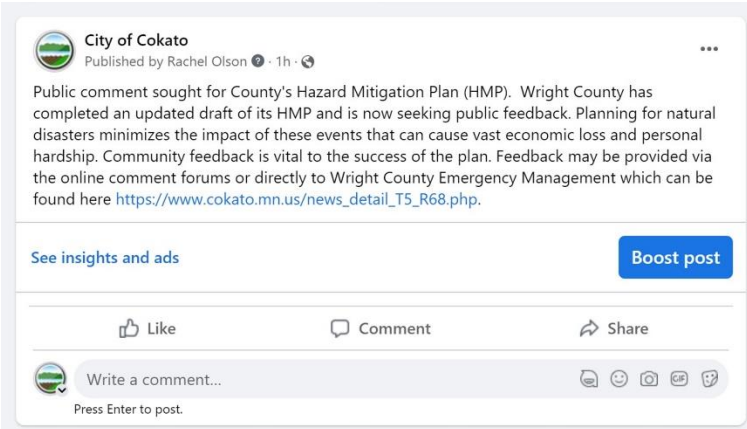 City of Cokato
Published by Rachel Olson · 1h ·
Public comment sought for County's Hazard Mitigation Plan (HMP).  Wright County has
completed an updated draft of its HMP and is now seeking public feedback. Planning for natural
disasters minimizes the impact of these events that can cause vast economic loss and personal
hardship. Community feedback is vital to the success of the plan. Feedback may be provided via
the online comment forums or directly to Wright County Emergency Management which can be
found here https://www.cokato.mn.us/news_detail_T5_R68.php.
See insights and ads
Boost post
Like
Comment
Share
Write a comment...
GIF
Press Enter to post.